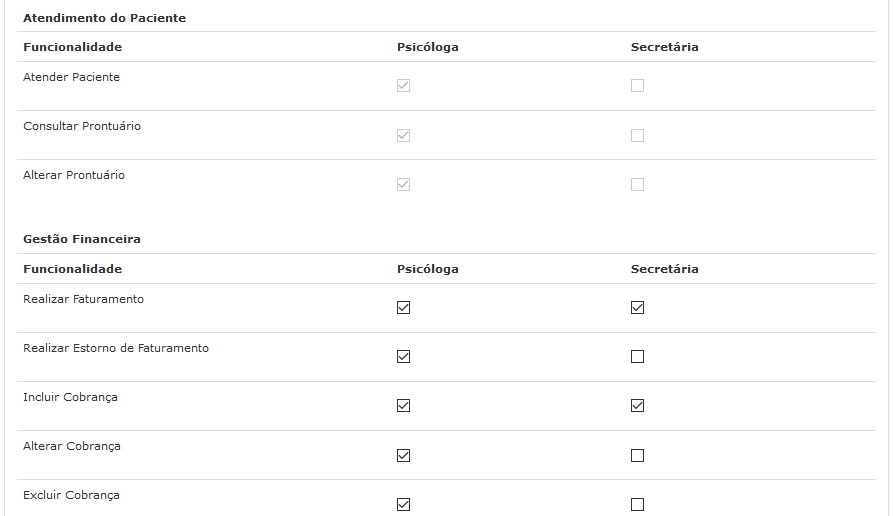 Atendimento do Paciente
Funcionalidade Psicóloga Secretária
Atender Paciente
Consultar Prontuário
Alterar Prontuário
Gestão Financeira
Funcionalidade Psicóloga Secretária
Realizar Faturamento
Realizar Estorno de Faturamento
Incluir Cobrança
Alterar Cobrança
Excluir Cobrança